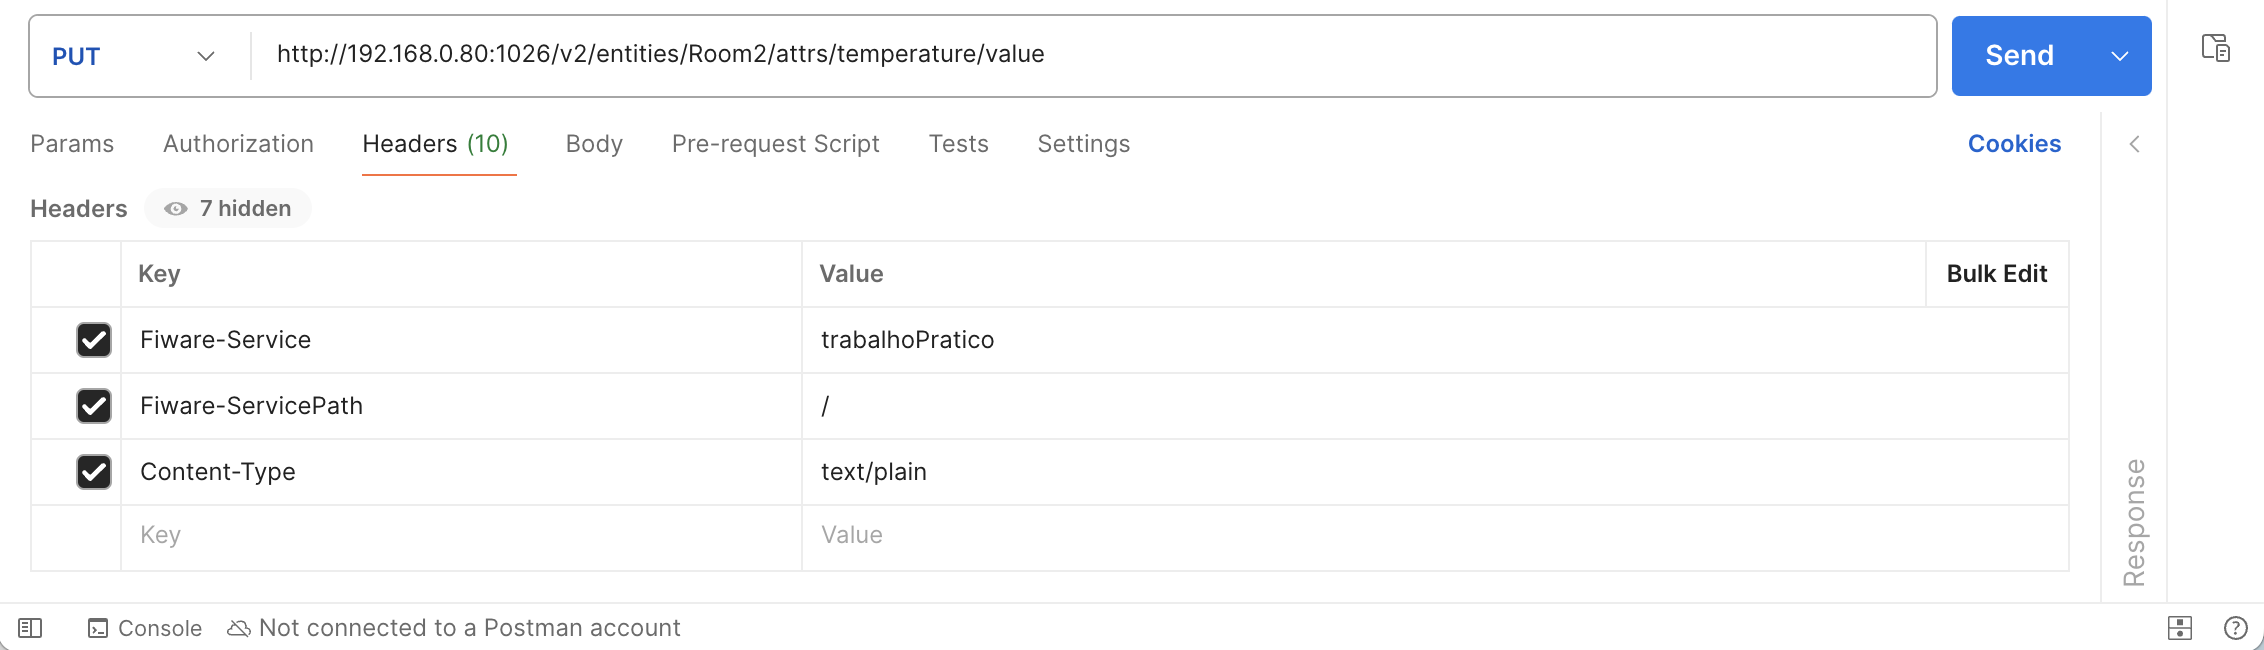 PUT http://192.168.0.80:1026/v2/entities/Room2/attrs/temperature/value Send
Params Authorization Headers (10) Body Pre-request Script Tests Settings Cookies
Headers 7 hidden
Key Value Bulk Edit
Fiware-Service trabalhoPratico
Fiware-ServicePath /
Content-Type text/plain
Key Value
Response
Console Not connected to a Postman account